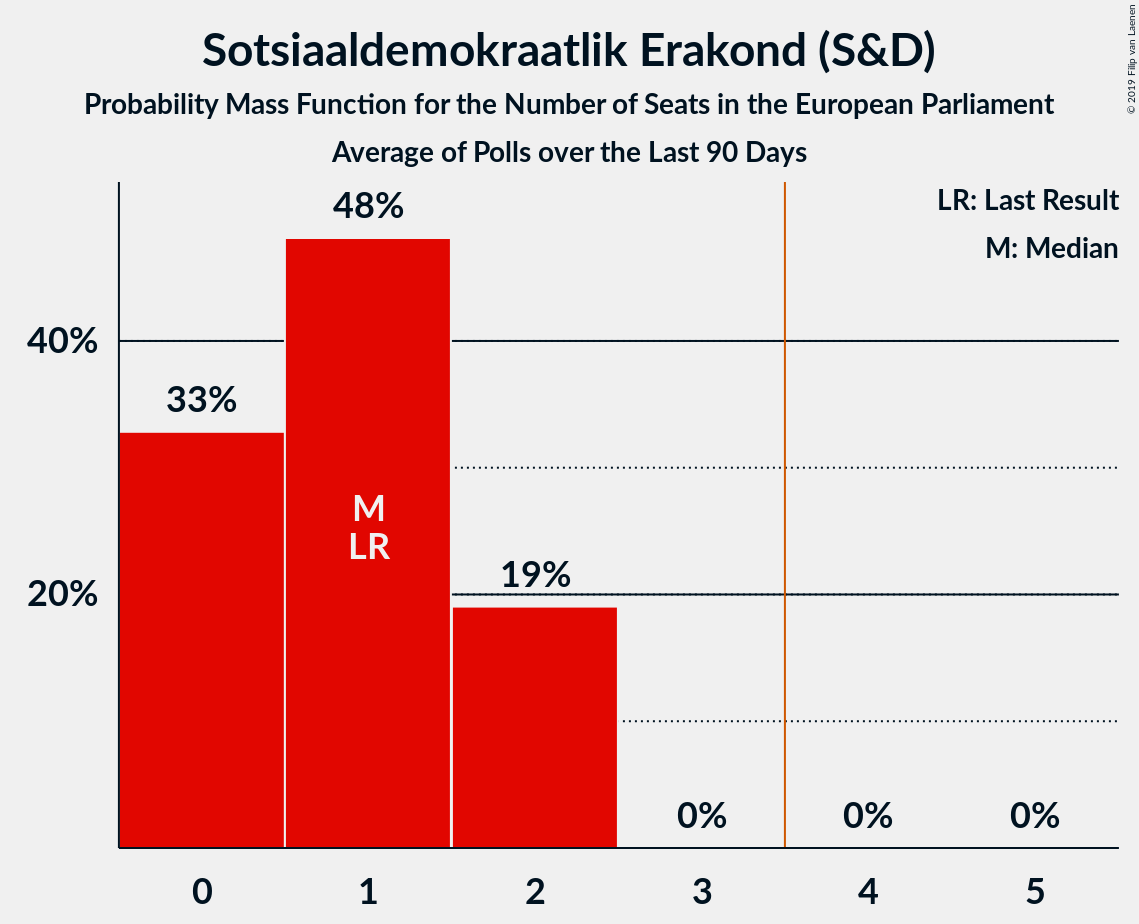 Sotsiaaldemokraatlik Erakond (S&D)
Probability Mass Function for the Number of Seats in the European Parliament
Average of Polls over the Last 90 Days
© 2019 Filip van Laenen
LR: Last Result
M: Median
48%
40%
33%
M
LR
19%
20%
0%
0%
0%
0
1
2
3
4
5